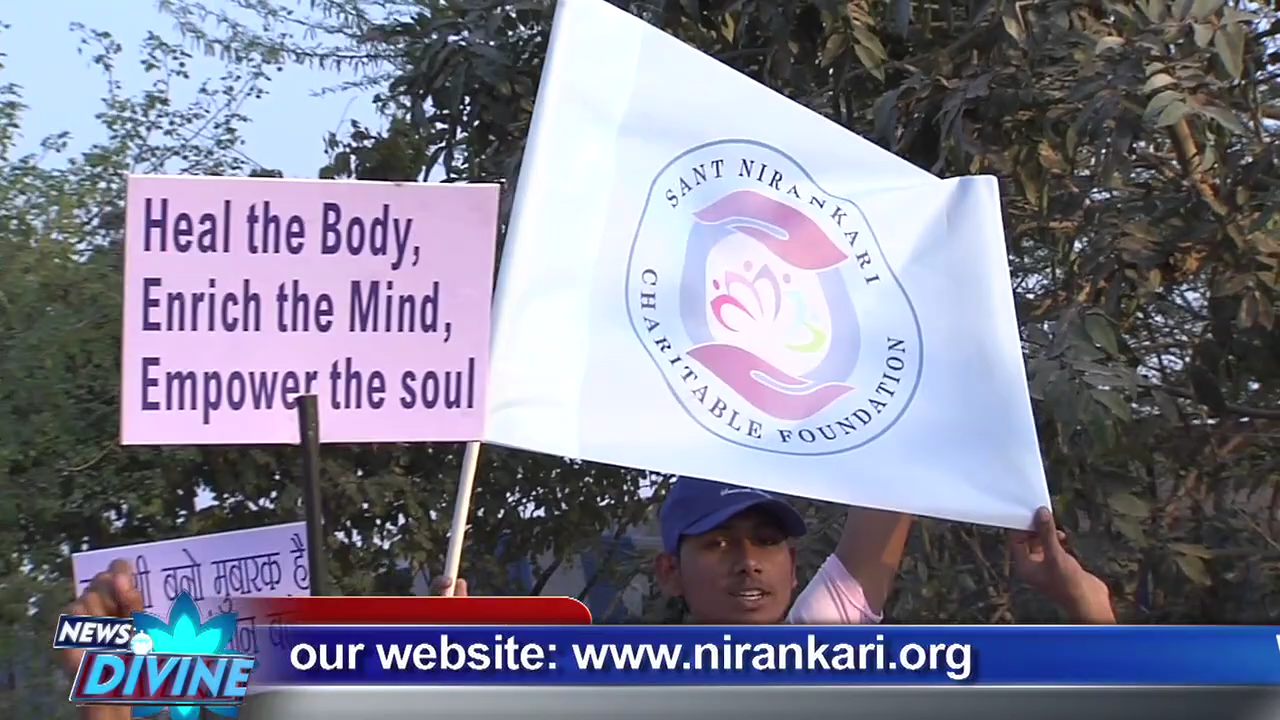 Heal the Body,
Enrich the Mind,
Empower the soul
SANT NIRANKARI
CHARITABLE FOUNDATION
बनो मुबारक है
NEWS
DIVINE
our website: www.nirankari.org